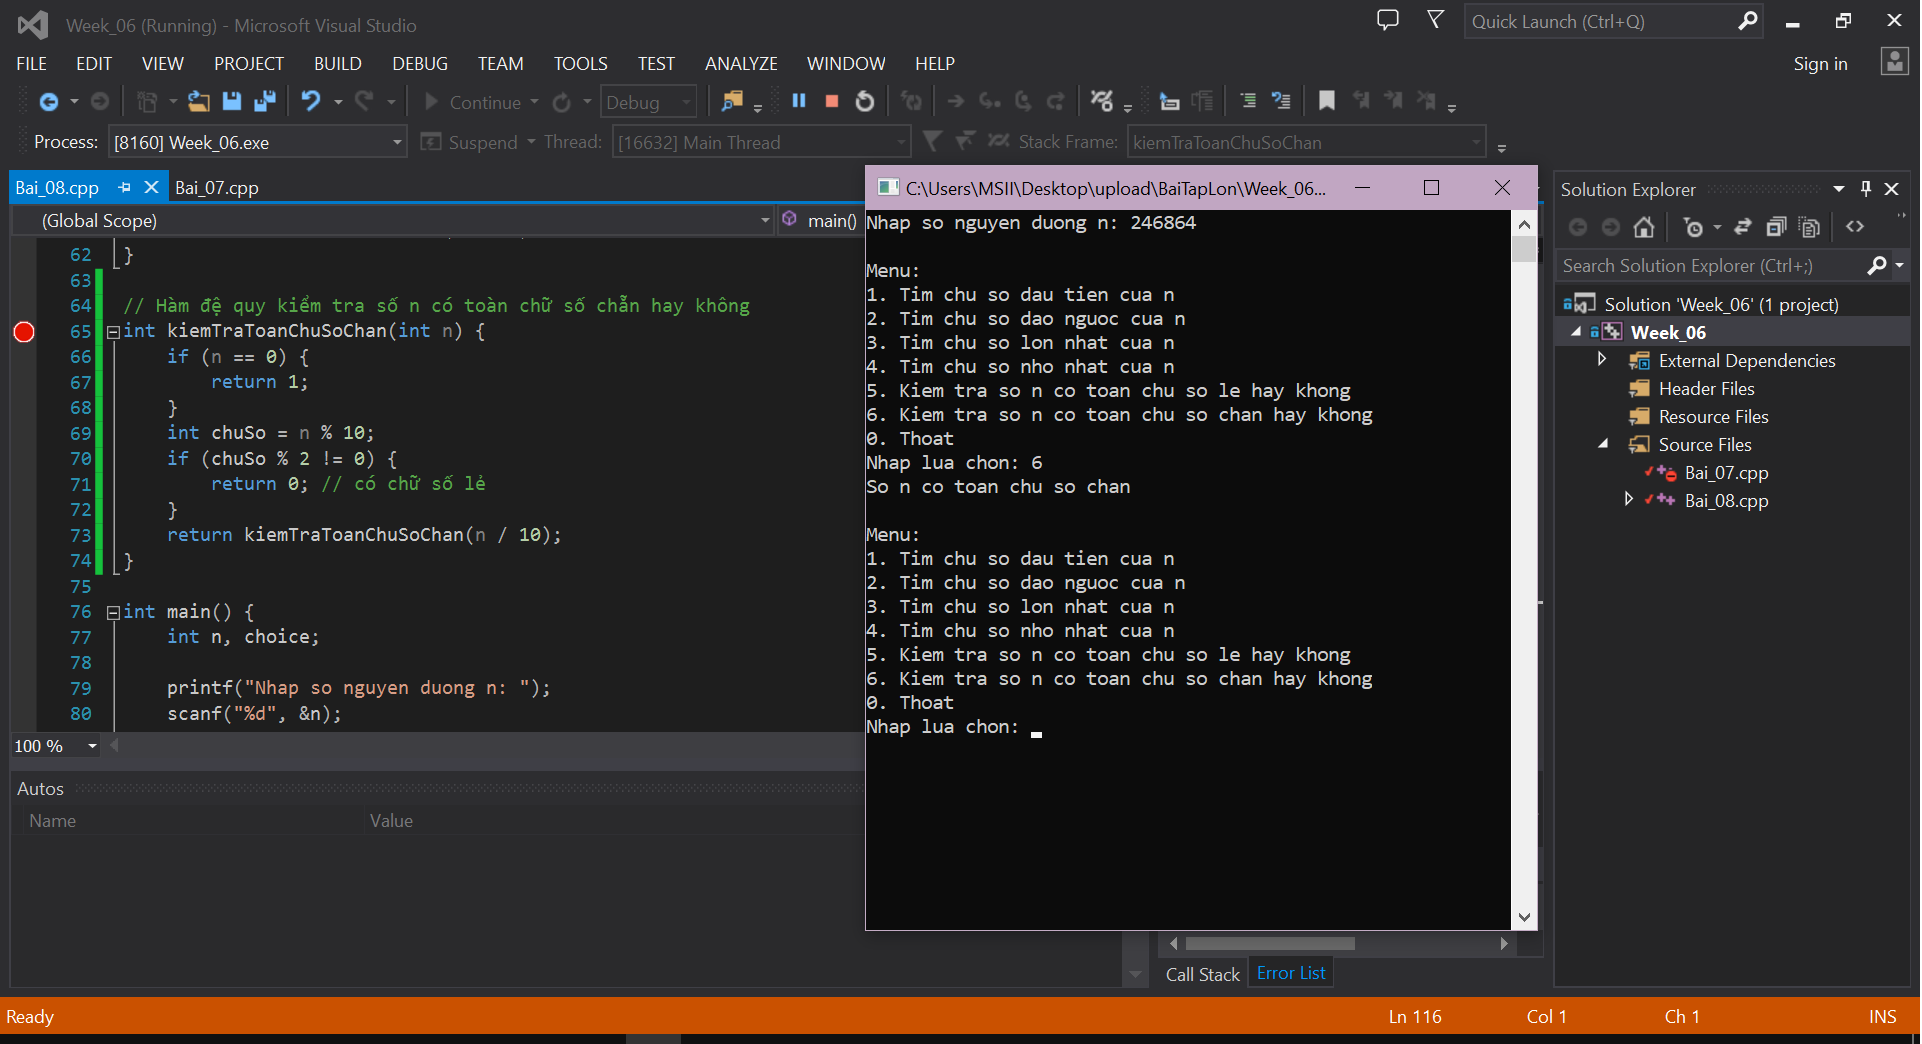 Week_06 (Running) - Microsoft Visual Studio
Quick Launch (Ctrl+Q)
FILE EDIT VIEW PROJECT BUILD DEBUG TEAM TOOLS TEST ANALYZE WINDOW HELP
Sign in
Continue Debug
Process: [8160] Week_06.exe Suspend Thread: [16632] Main Thread Stack Frame: kiemTraToanChuSoChan
Bai_08.cpp Bai_07.cpp
(Global Scope) main()
62 }
63
64 // Hàm đệ quy kiểm tra số n có toàn chữ số chẵn hay không
65 int kiemTraToanChuSoChan(int n) {
66 if (n == 0) {
67 return 1;
68 }
69 int chuSo = n % 10;
70 if (chuSo % 2 != 0) {
71 return 0; // có chữ số lẻ
72 }
73 return kiemTraToanChuSoChan(n / 10);
74 }
75
76 int main() {
77 int n, choice;
78
79 printf("Nhap so nguyen duong n: ");
80 scanf("%d", &n);
100 %
Autos
Name Value
C:\Users\MSII\Desktop\upload\BaiTapLon\Week_06...
Nhap so nguyen duong n: 246864
Menu:
1. Tim chu so dau tien cua n
2. Tim chu so dao nguoc cua n
3. Tim chu so lon nhat cua n
4. Tim chu so nho nhat cua n
5. Kiem tra so n co toan chu so le hay khong
6. Kiem tra so n co toan chu so chan hay khong
0. Thoat
Nhap lua chon: 6
So n co toan chu so chan
Menu:
1. Tim chu so dau tien cua n
2. Tim chu so dao nguoc cua n
3. Tim chu so lon nhat cua n
4. Tim chu so nho nhat cua n
5. Kiem tra so n co toan chu so le hay khong
6. Kiem tra so n co toan chu so chan hay khong
0. Thoat
Nhap lua chon:
Call Stack Error List
Solution Explorer
Search Solution Explorer (Ctrl+;)
Solution 'Week_06' (1 project)
Week_06
External Dependencies
Header Files
Resource Files
Source Files
Bai_07.cpp
Bai_08.cpp
Ready Ln 116 Col 1 Ch 1 INS